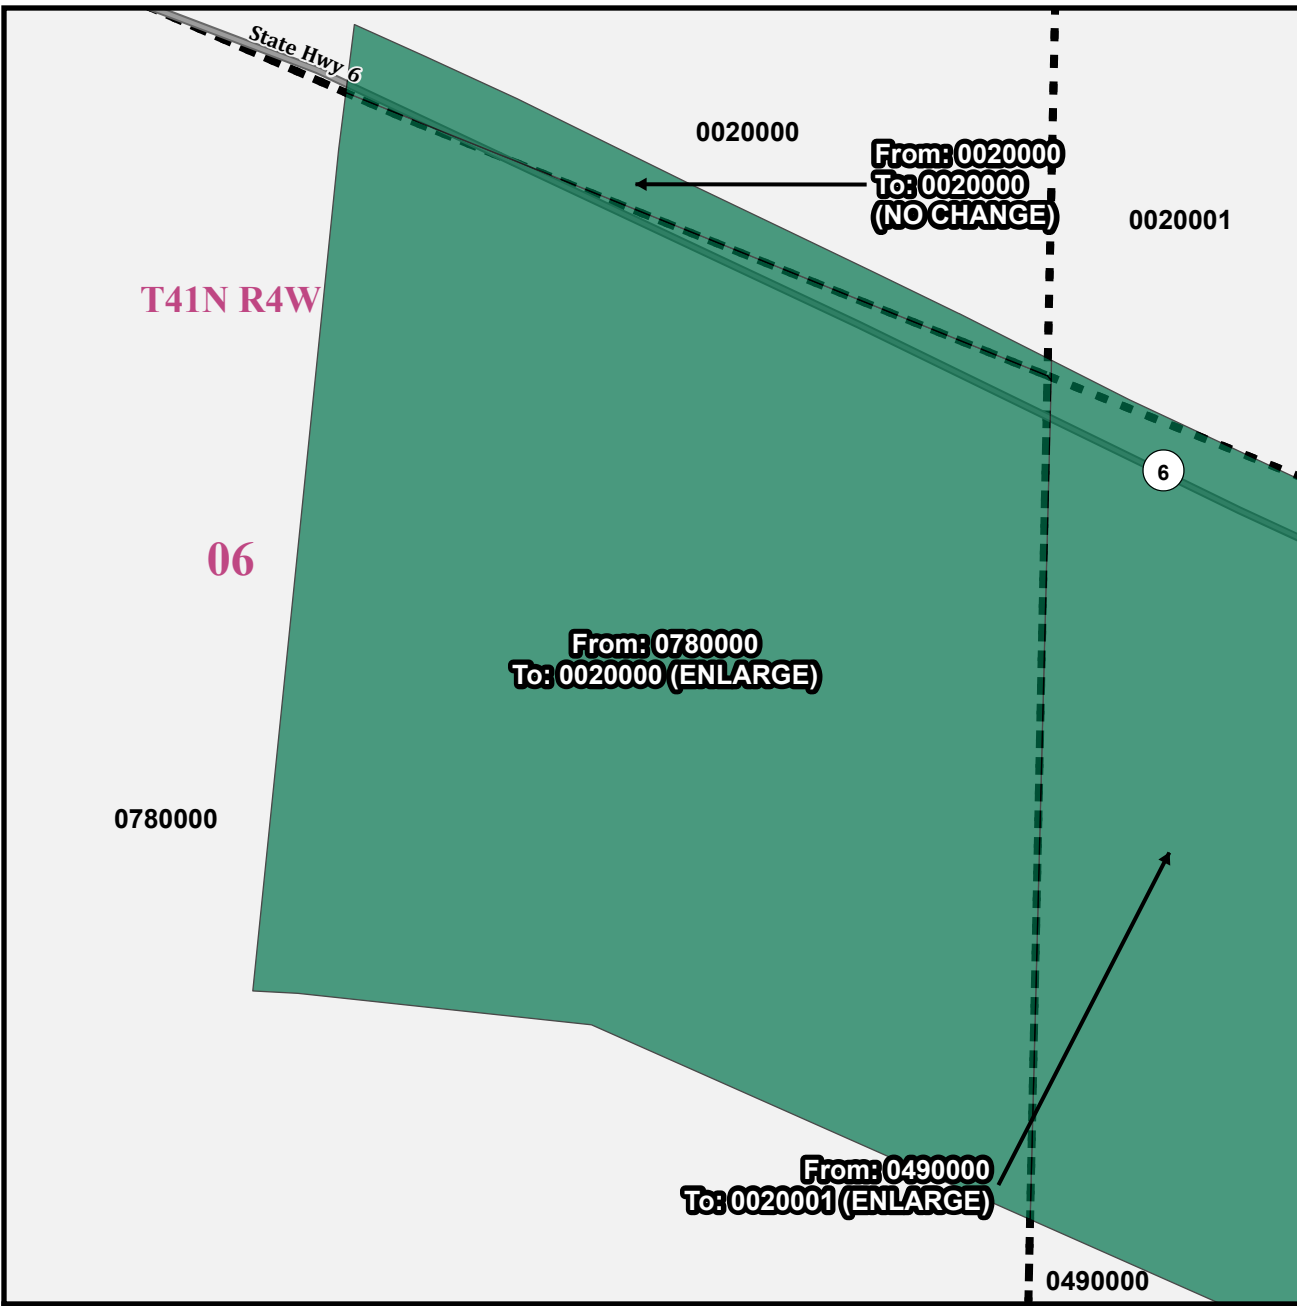 State Hwy 6
0020000
From: 0020000
To: 0020000
(NO CHANGE)
0020001
T41N R4W
6
06
From: 0780000
To: 0020000 (ENLARGE)
0780000
From: 0490000
To: 0020001 (ENLARGE)
0490000